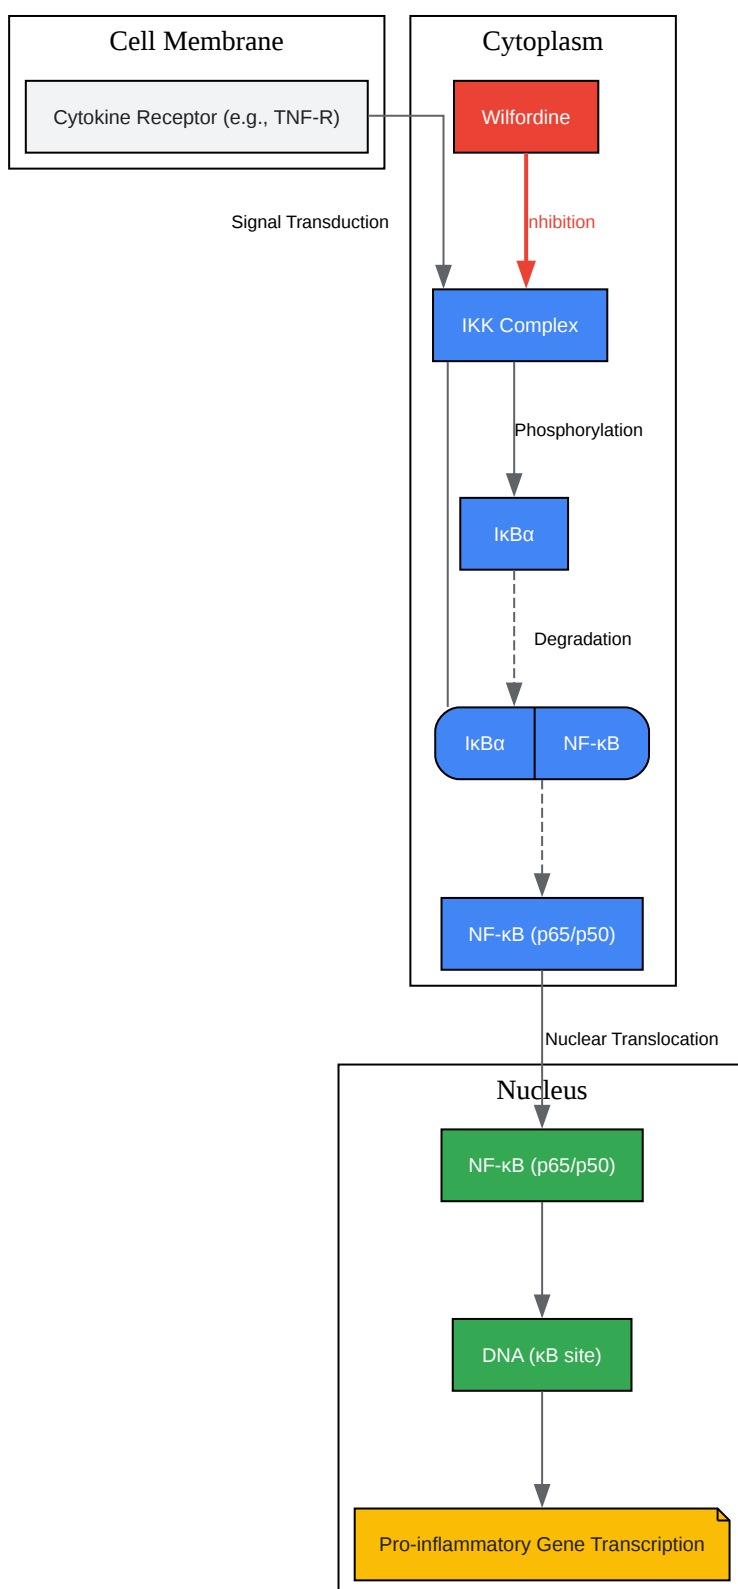 Cell Membrane
Cytoplasm
Cytokine Receptor (e.g., TNF-R)
Wilfordine
Signal Transduction
nhibition
IKK Complex
Phosphorylation
IκBα
Degradation
IκBα
NF-κB
NF-κB (p65/p50)
Nuclear Translocation
Nucleus
NF-κB (p65/p50)
DNA (κB site)
Pro-inflammatory Gene Transcription